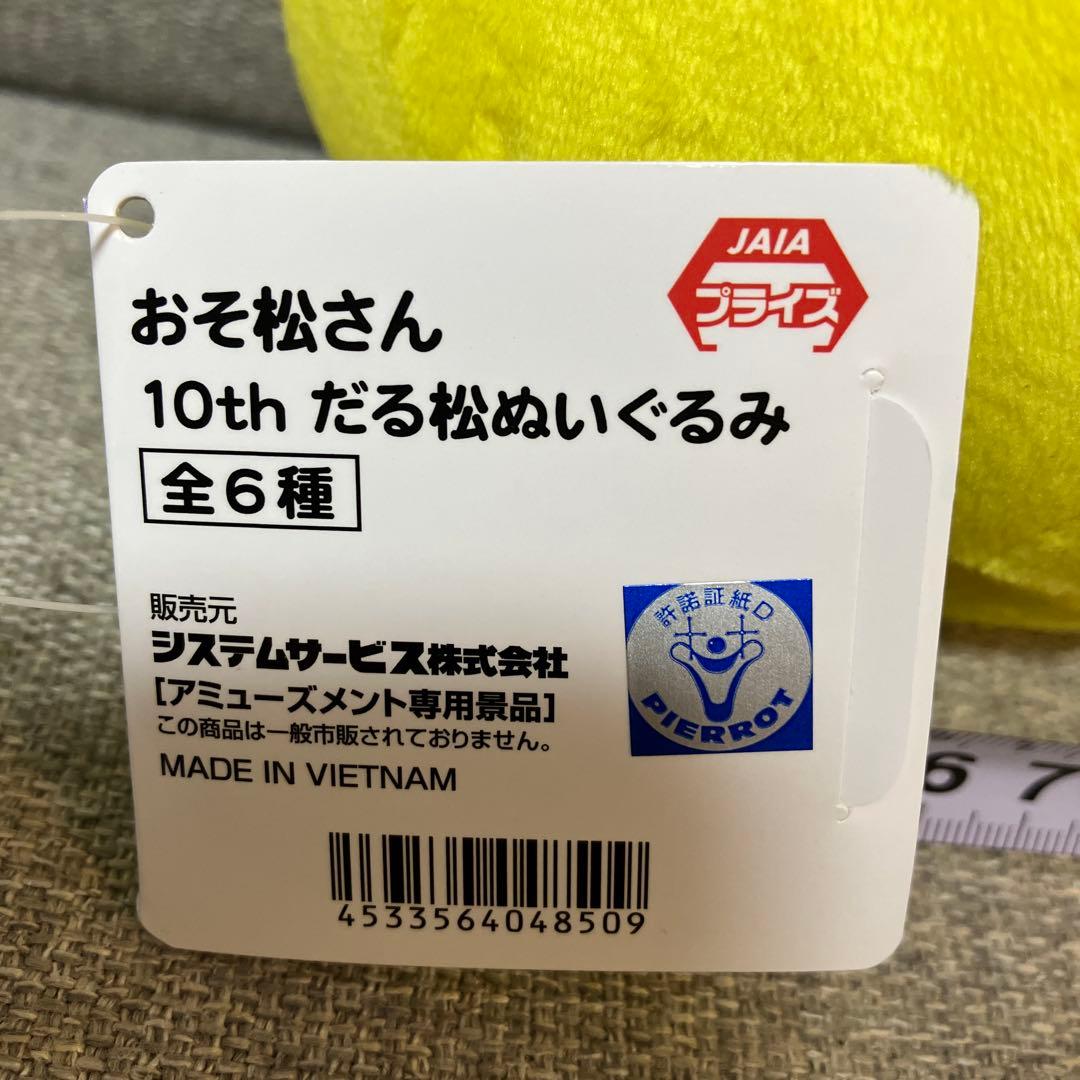 JAIA
プライズ
おそ松さん
10th だる松ぬいぐるみ
全6種
販売元
システムサービス株式会社
[アミューズメント専用景品]
この商品は一般市販されておりません。
MADE IN VIETNAM
許諾証紙D
PIERROT
4533564048509
6 7